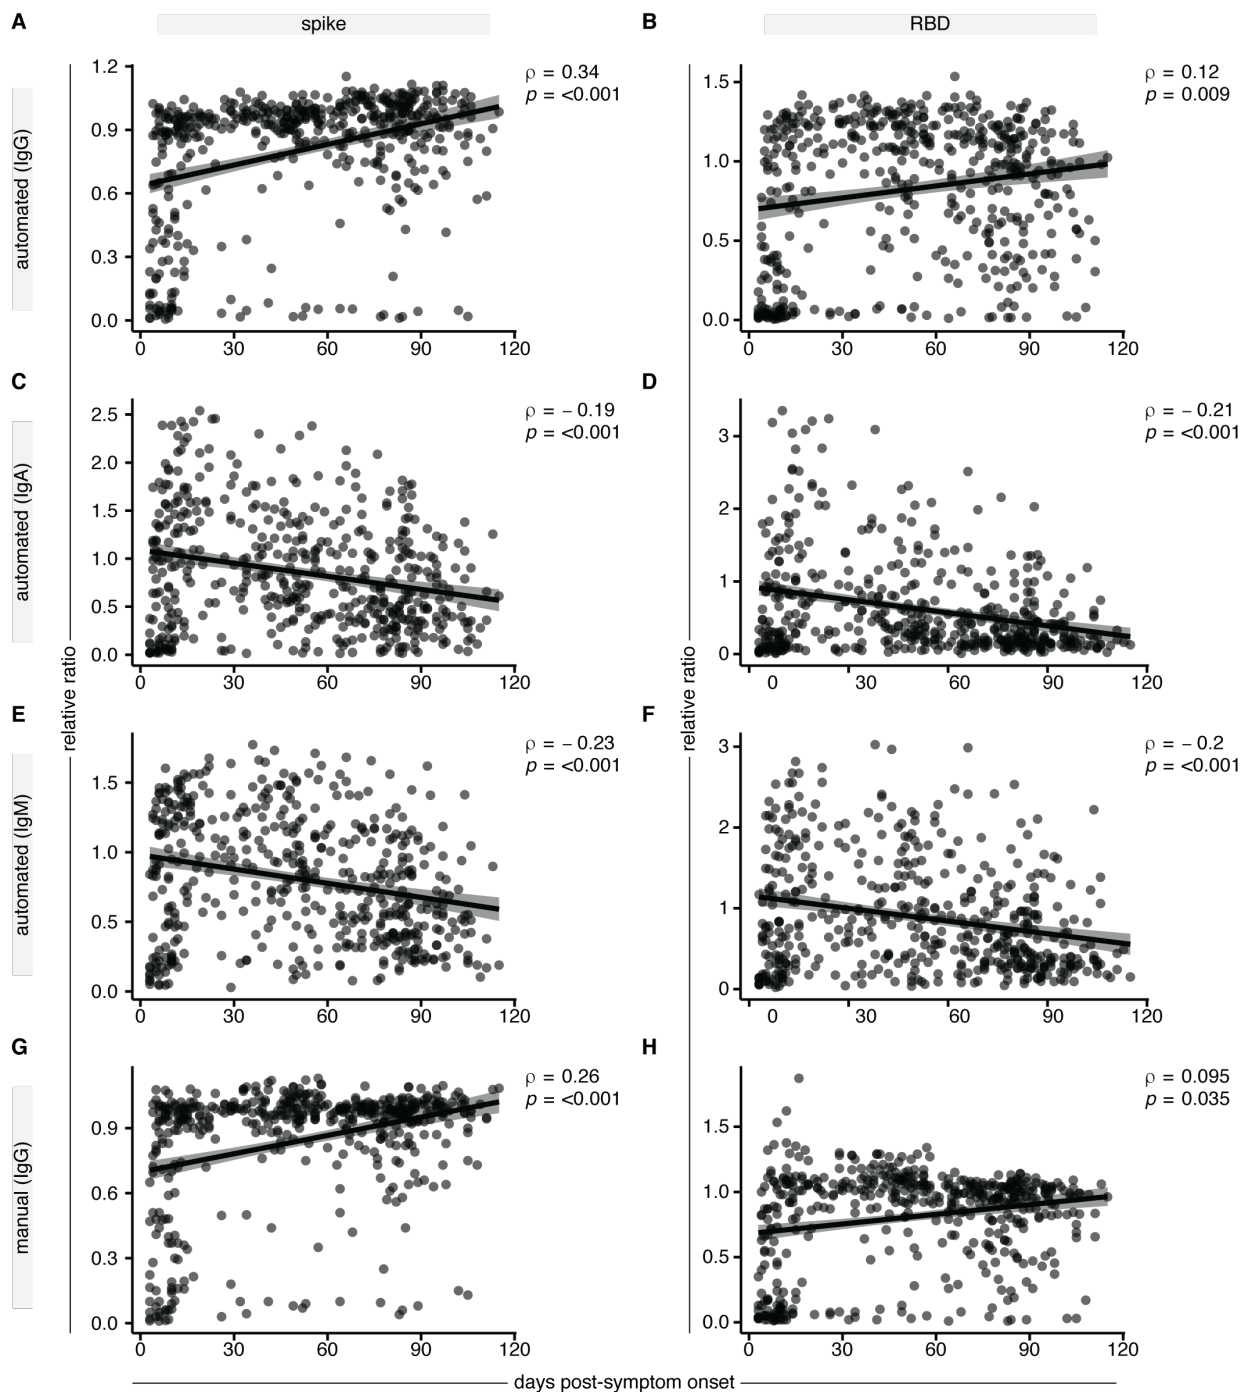 A
spike
B
RBD
automated (IgG)
1.2
0.9
0.6
0.3
0.0
0
30
60
90
120
ρ = 0.34
p = <0.001
1.5
1.0
0.5
0.0
0
30
60
90
120
ρ = 0.12
p = 0.009
C
D
automated (IgA)
2.5
2.0
1.5
1.0
0.5
0.0
0
30
60
90
120
ρ = − 0.19
p = <0.001
3
2
1
0
0
30
60
90
120
ρ = − 0.21
p = <0.001
relative ratio
relative ratio
E
F
automated (IgM)
1.5
1.0
0.5
0.0
0
30
60
90
120
ρ = − 0.23
p = <0.001
3
2
1
0
0
30
60
90
120
ρ = − 0.2
p = <0.001
G
H
manual (IgG)
0.9
0.6
0.3
0.0
0
30
60
90
120
ρ = 0.26
p = <0.001
1.5
1.0
0.5
0.0
0
30
60
90
120
ρ = 0.095
p = 0.035
days post-symptom onset